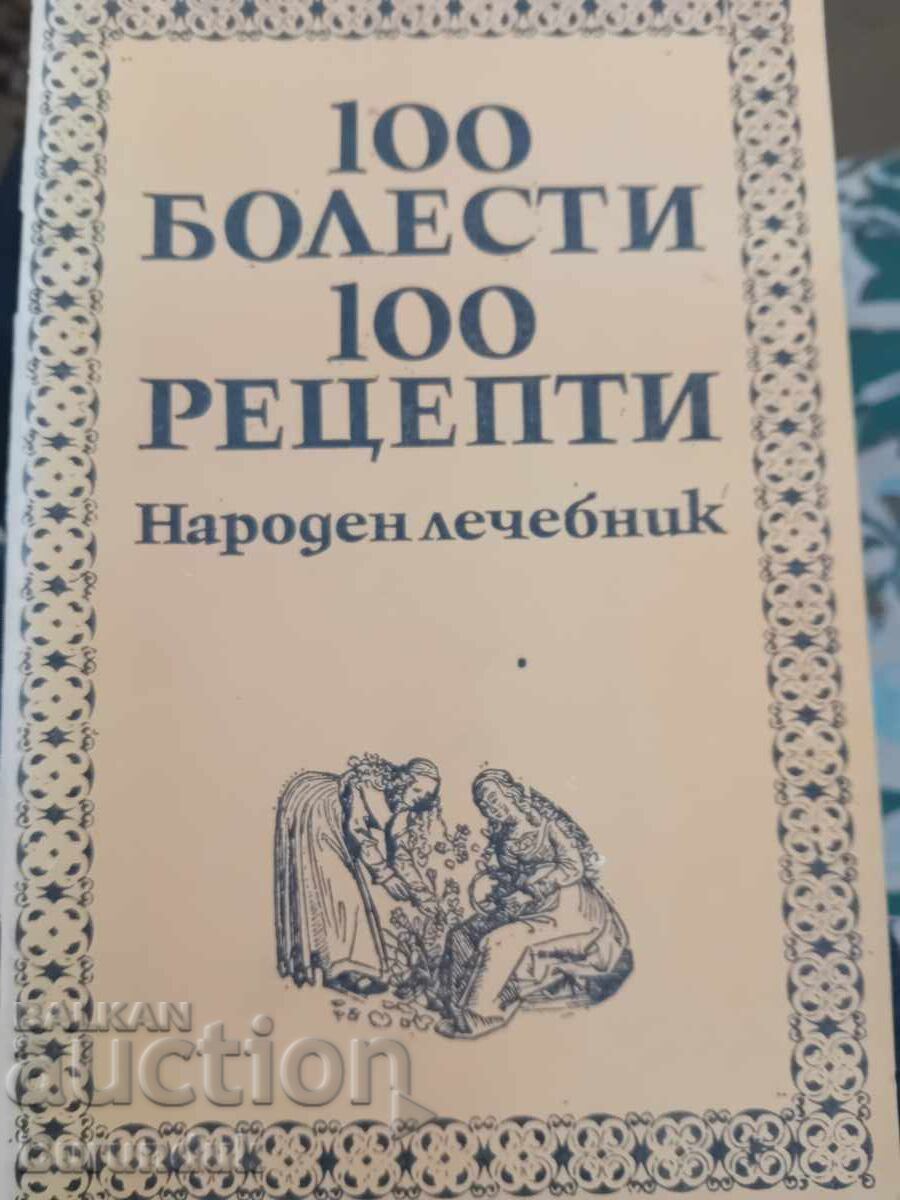 100
БОЛЕСТИ
100
РЕЦЕПТИ
Народен лечебник
BALKAN
auction